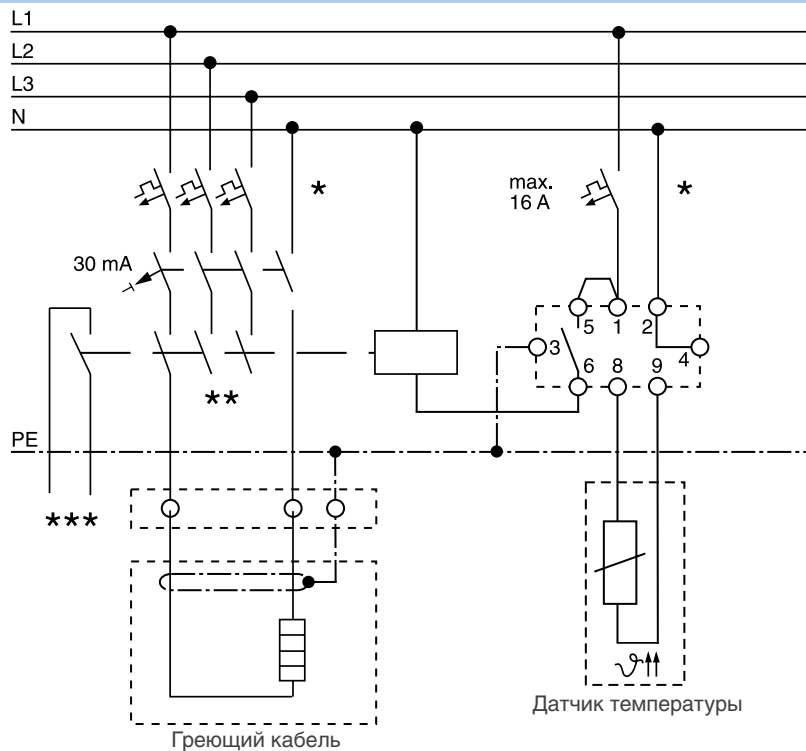 L1
L2
L3
N
*
max.
16 A
*
30 mA
5 1 2
3
4
6 8 9
**
PE
***
Датчик температуры
Греющий кабель